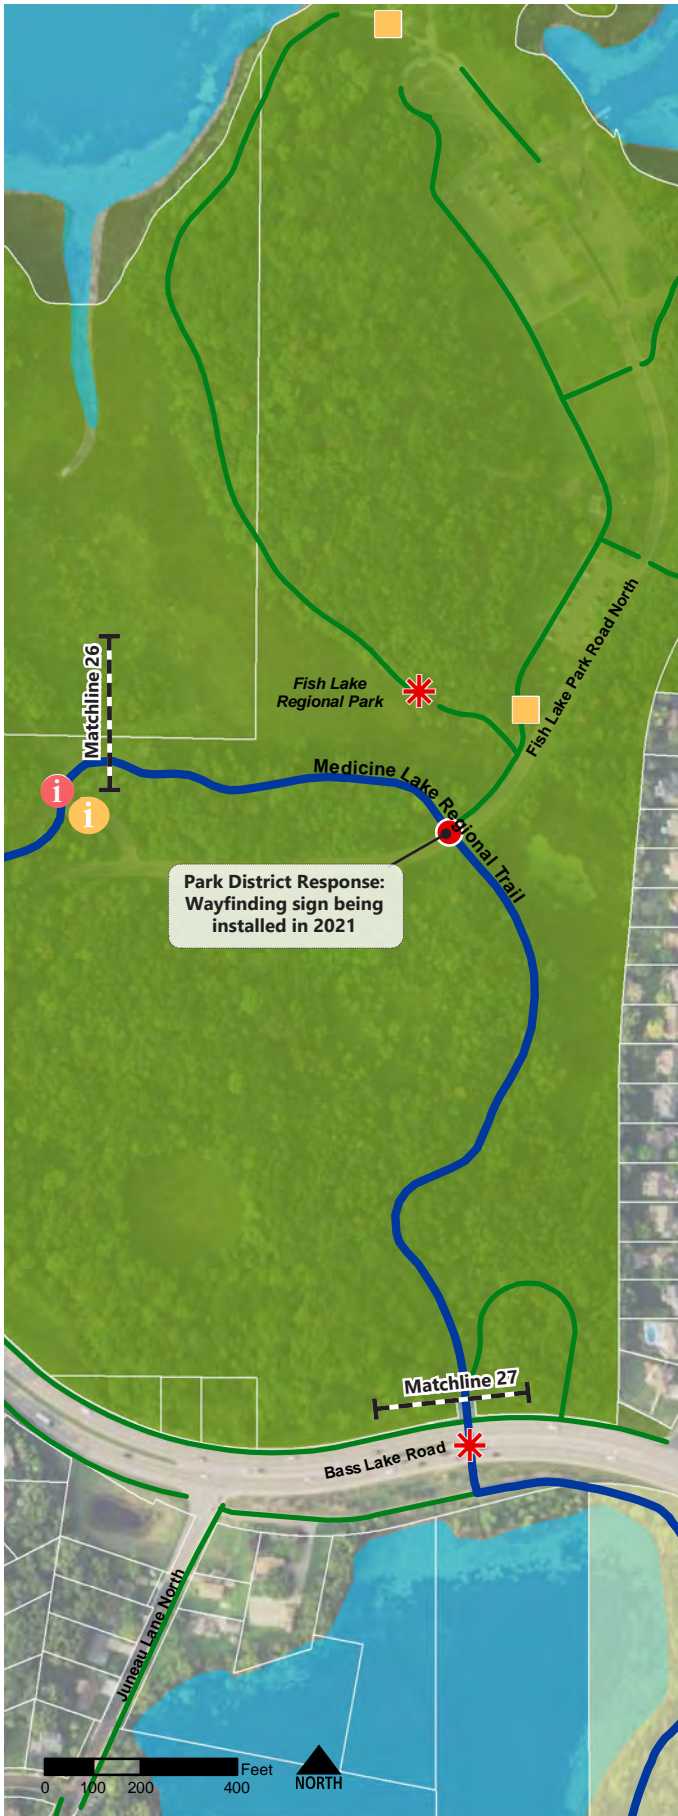 Fish Lake Park Road North
Matchline 26
Fish Lake
Regional Park
Medicine Lake Regional Trail
i
i
Park District Response:
Wayfinding sign being
installed in 2021
Matchline 27
Bass Lake Road
Juneau Lane North
Feet
0 100 200 400
NORTH